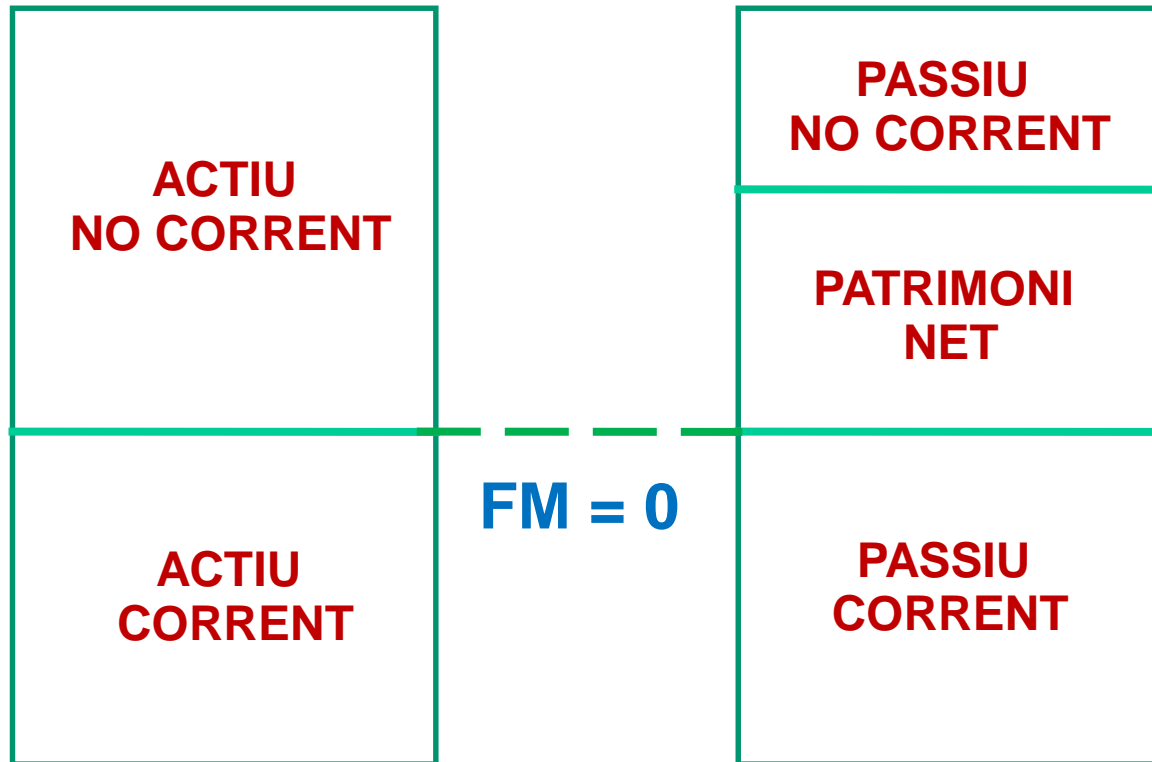 ACTIU
NO CORRENT
ACTIU
CORRENT
FM = 0
PASSIU
NO CORRENT
PATRIMONI
NET
PASSIU
CORRENT